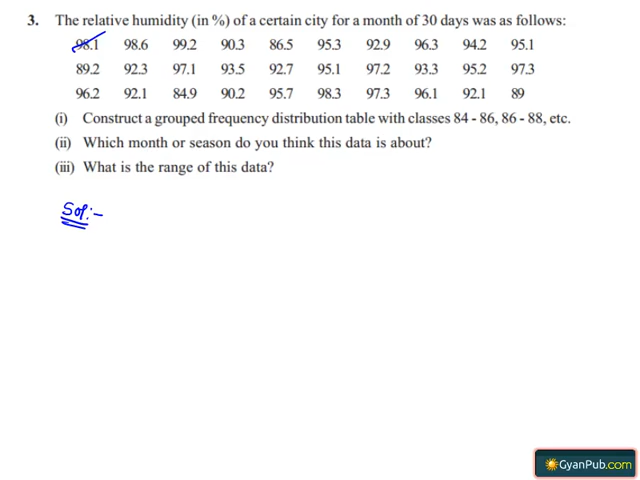 3. The relative humidity (in %) of a certain city for a month of 30 days was as follows:
98.1 98.6 99.2 90.3 86.5 95.3 92.9 96.3 94.2 95.1
89.2 92.3 97.1 93.5 92.7 95.1 97.2 93.3 95.2 97.3
96.2 92.1 84.9 90.2 95.7 98.3 97.3 96.1 92.1 89
(i) Construct a grouped frequency distribution table with classes 84 - 86, 86 - 88, etc.
(ii) Which month or season do you think this data is about?
(iii) What is the range of this data?
Sol:-
GyanPub.com